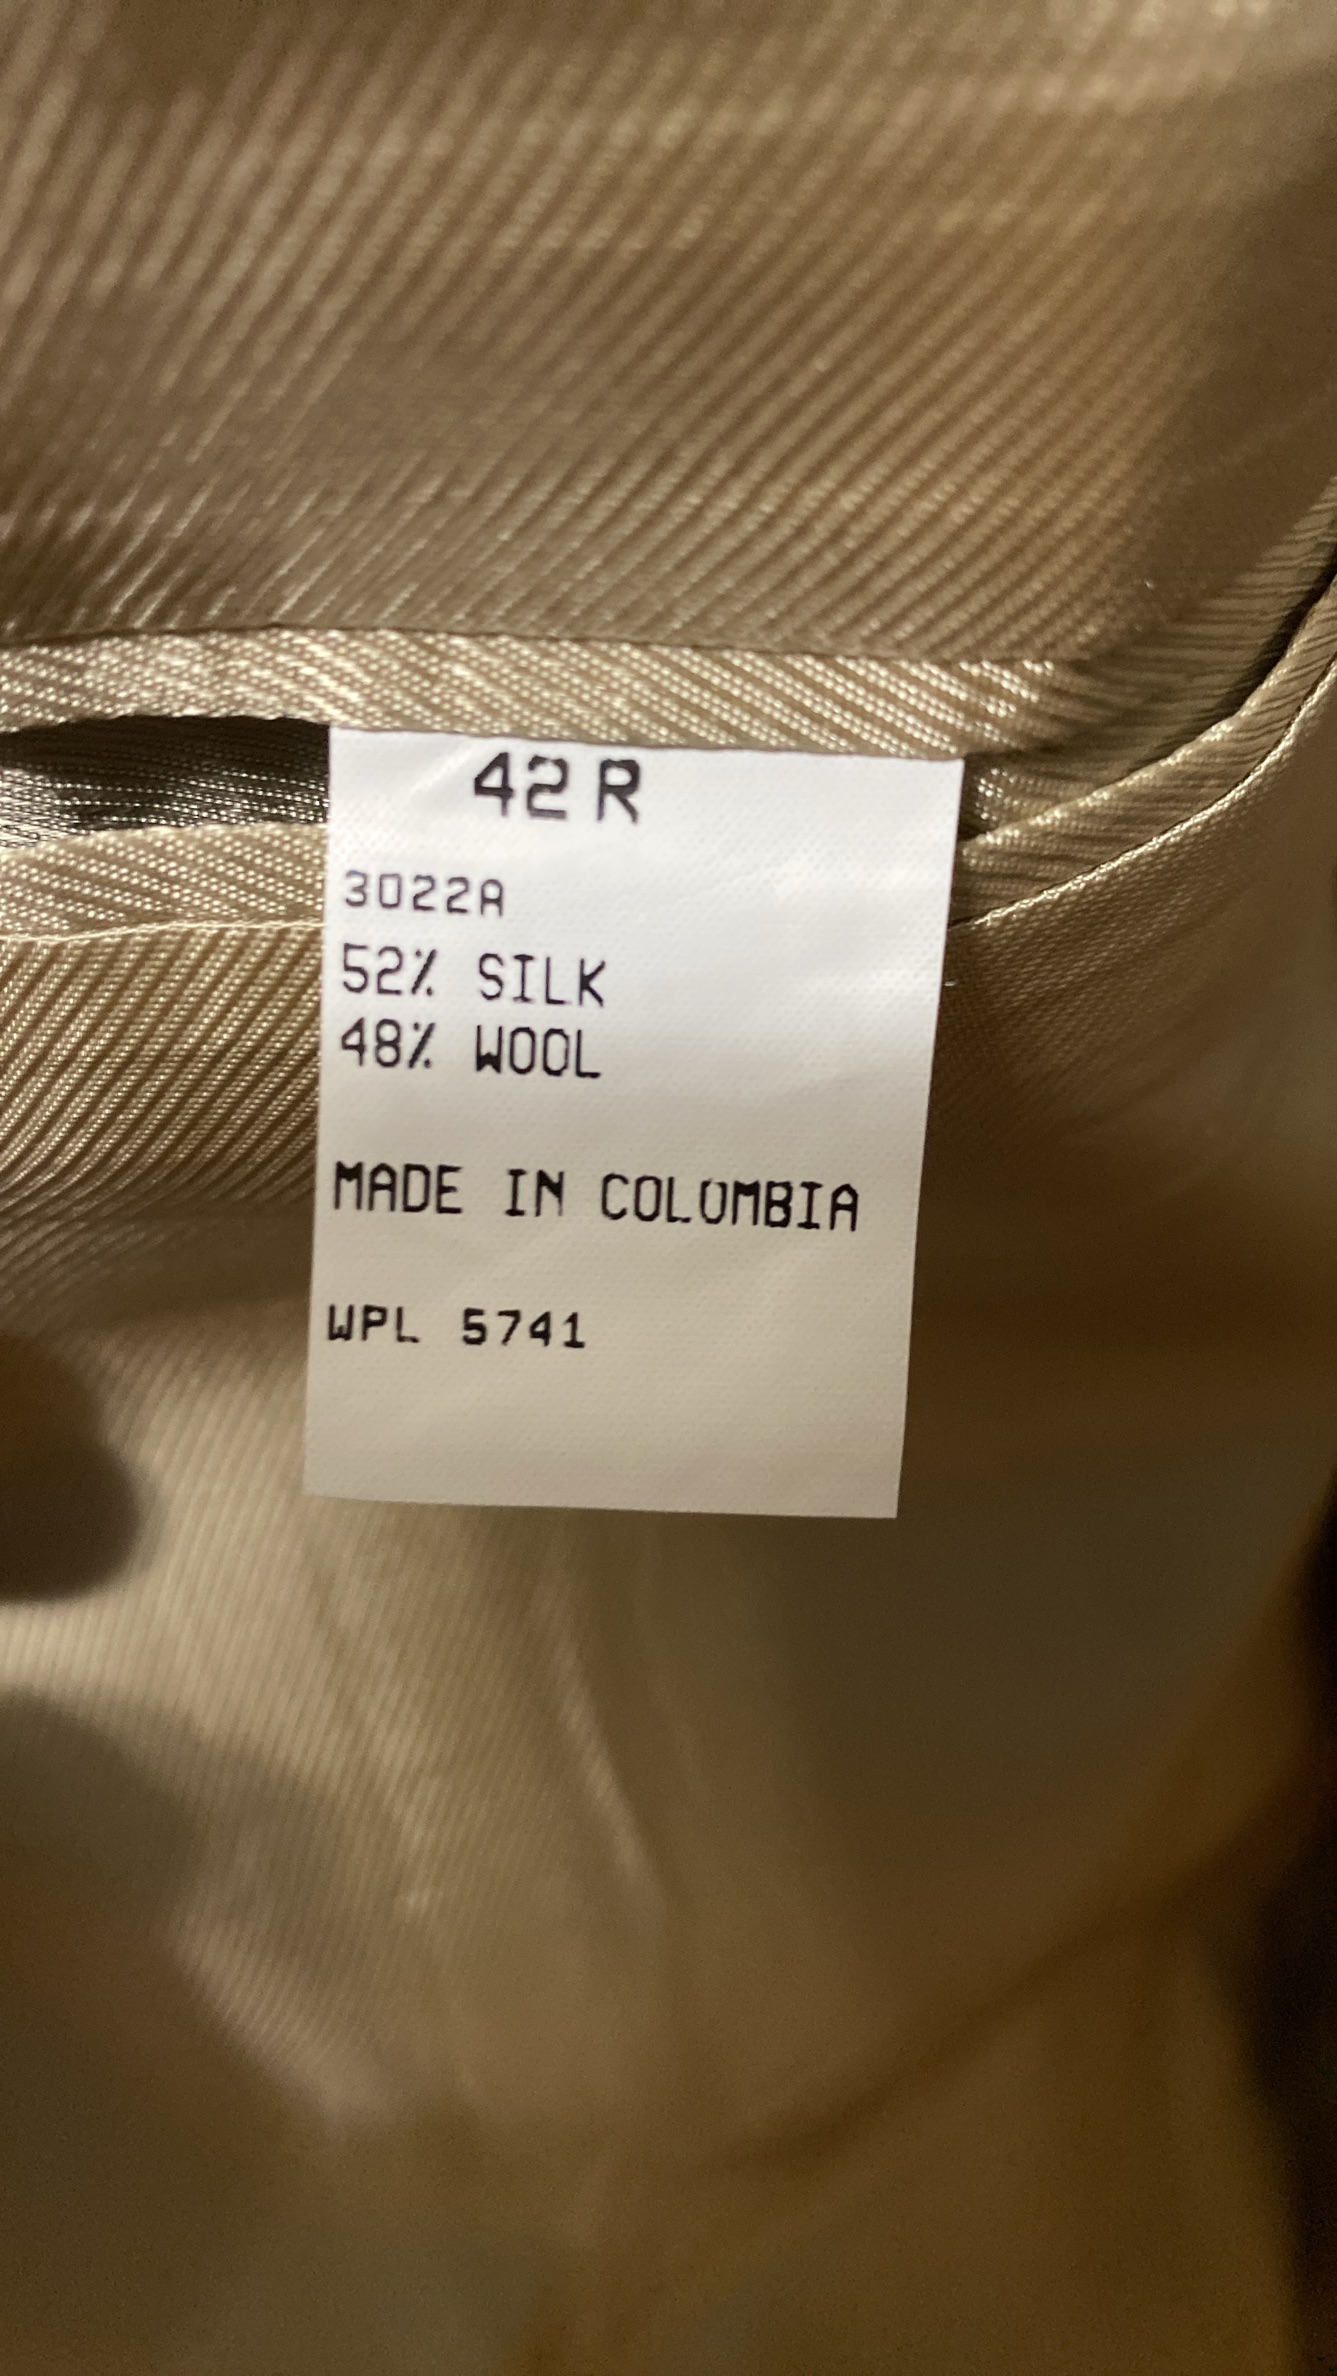 42 R
3022A
52% SILK
48% WOOL
MADE IN COLOMBIA
WPL 5741